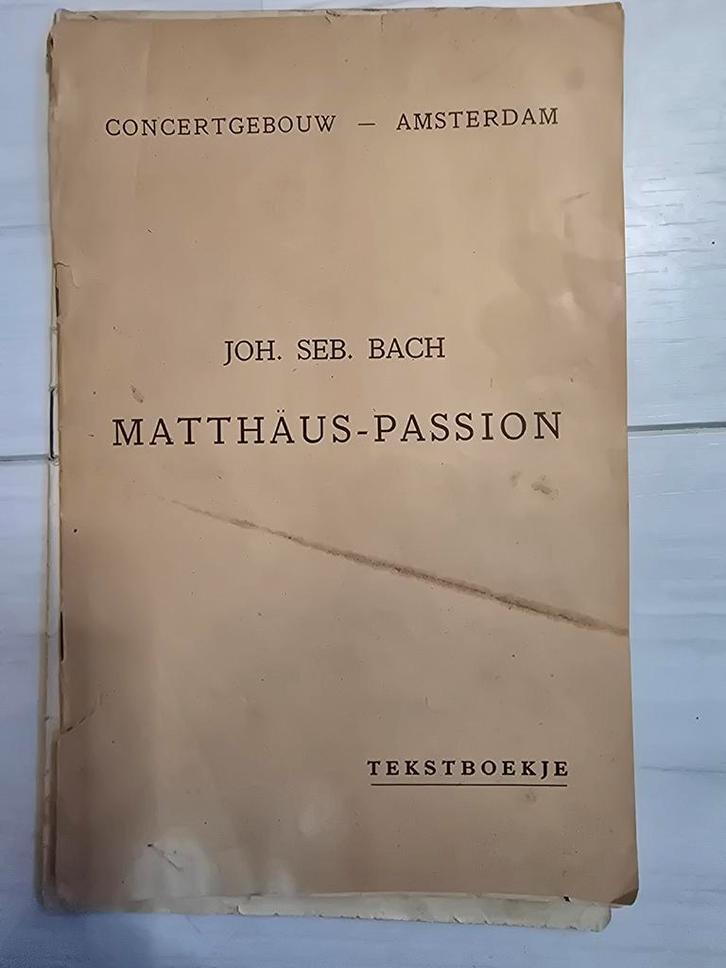 CONCERTGEBOUW — AMSTERDAM
JOH. SEB. BACH
MATTHÄUS-PASSION
TEKSTBOEKJE